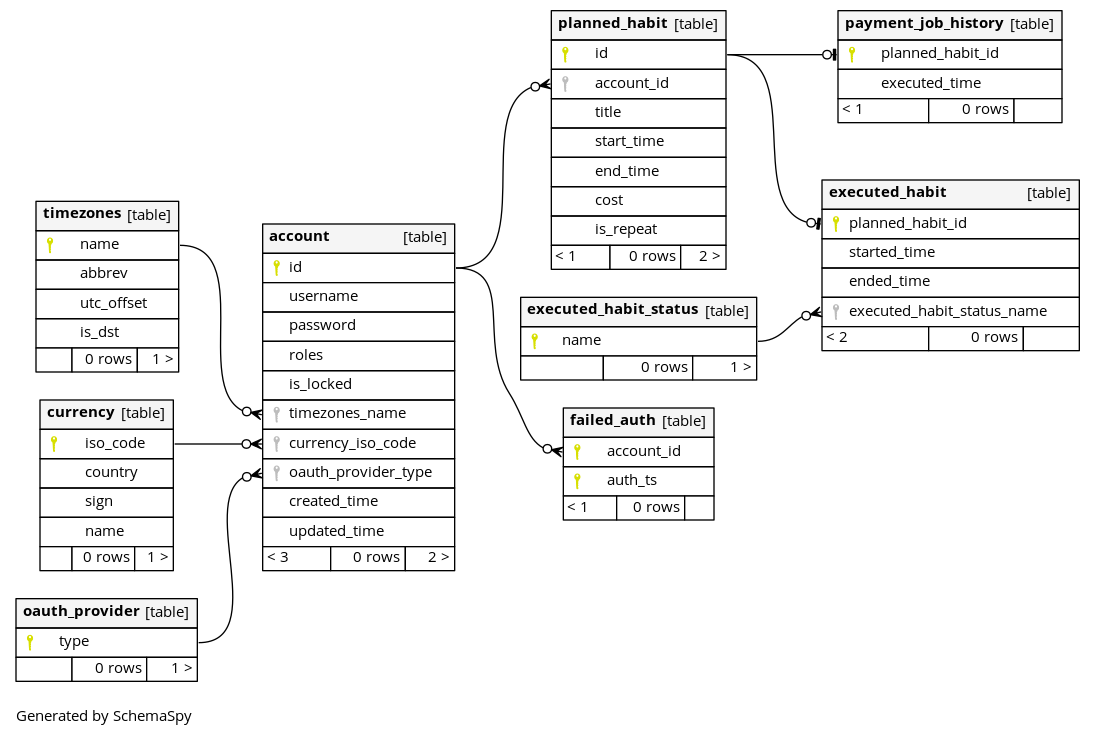 planned_habit [table]
id
account_id
title
start_time
end_time
cost
is_repeat
< 1 0 rows 2 >
payment_job_history [table]
planned_habit_id
executed_time
< 1 0 rows
executed_habit [table]
planned_habit_id
started_time
ended_time
executed_habit_status_name
< 2 0 rows
timezones [table]
name
abbrev
utc_offset
is_dst
0 rows 1 >
account [table]
id
username
password
roles
is_locked
timezones_name
currency_iso_code
oauth_provider_type
created_time
updated_time
< 3 0 rows 2 >
executed_habit_status [table]
name
0 rows 1 >
currency [table]
iso_code
country
sign
name
0 rows 1 >
failed_auth [table]
account_id
auth_ts
< 1 0 rows
oauth_provider [table]
type
0 rows 1 >
Generated by SchemaSpy